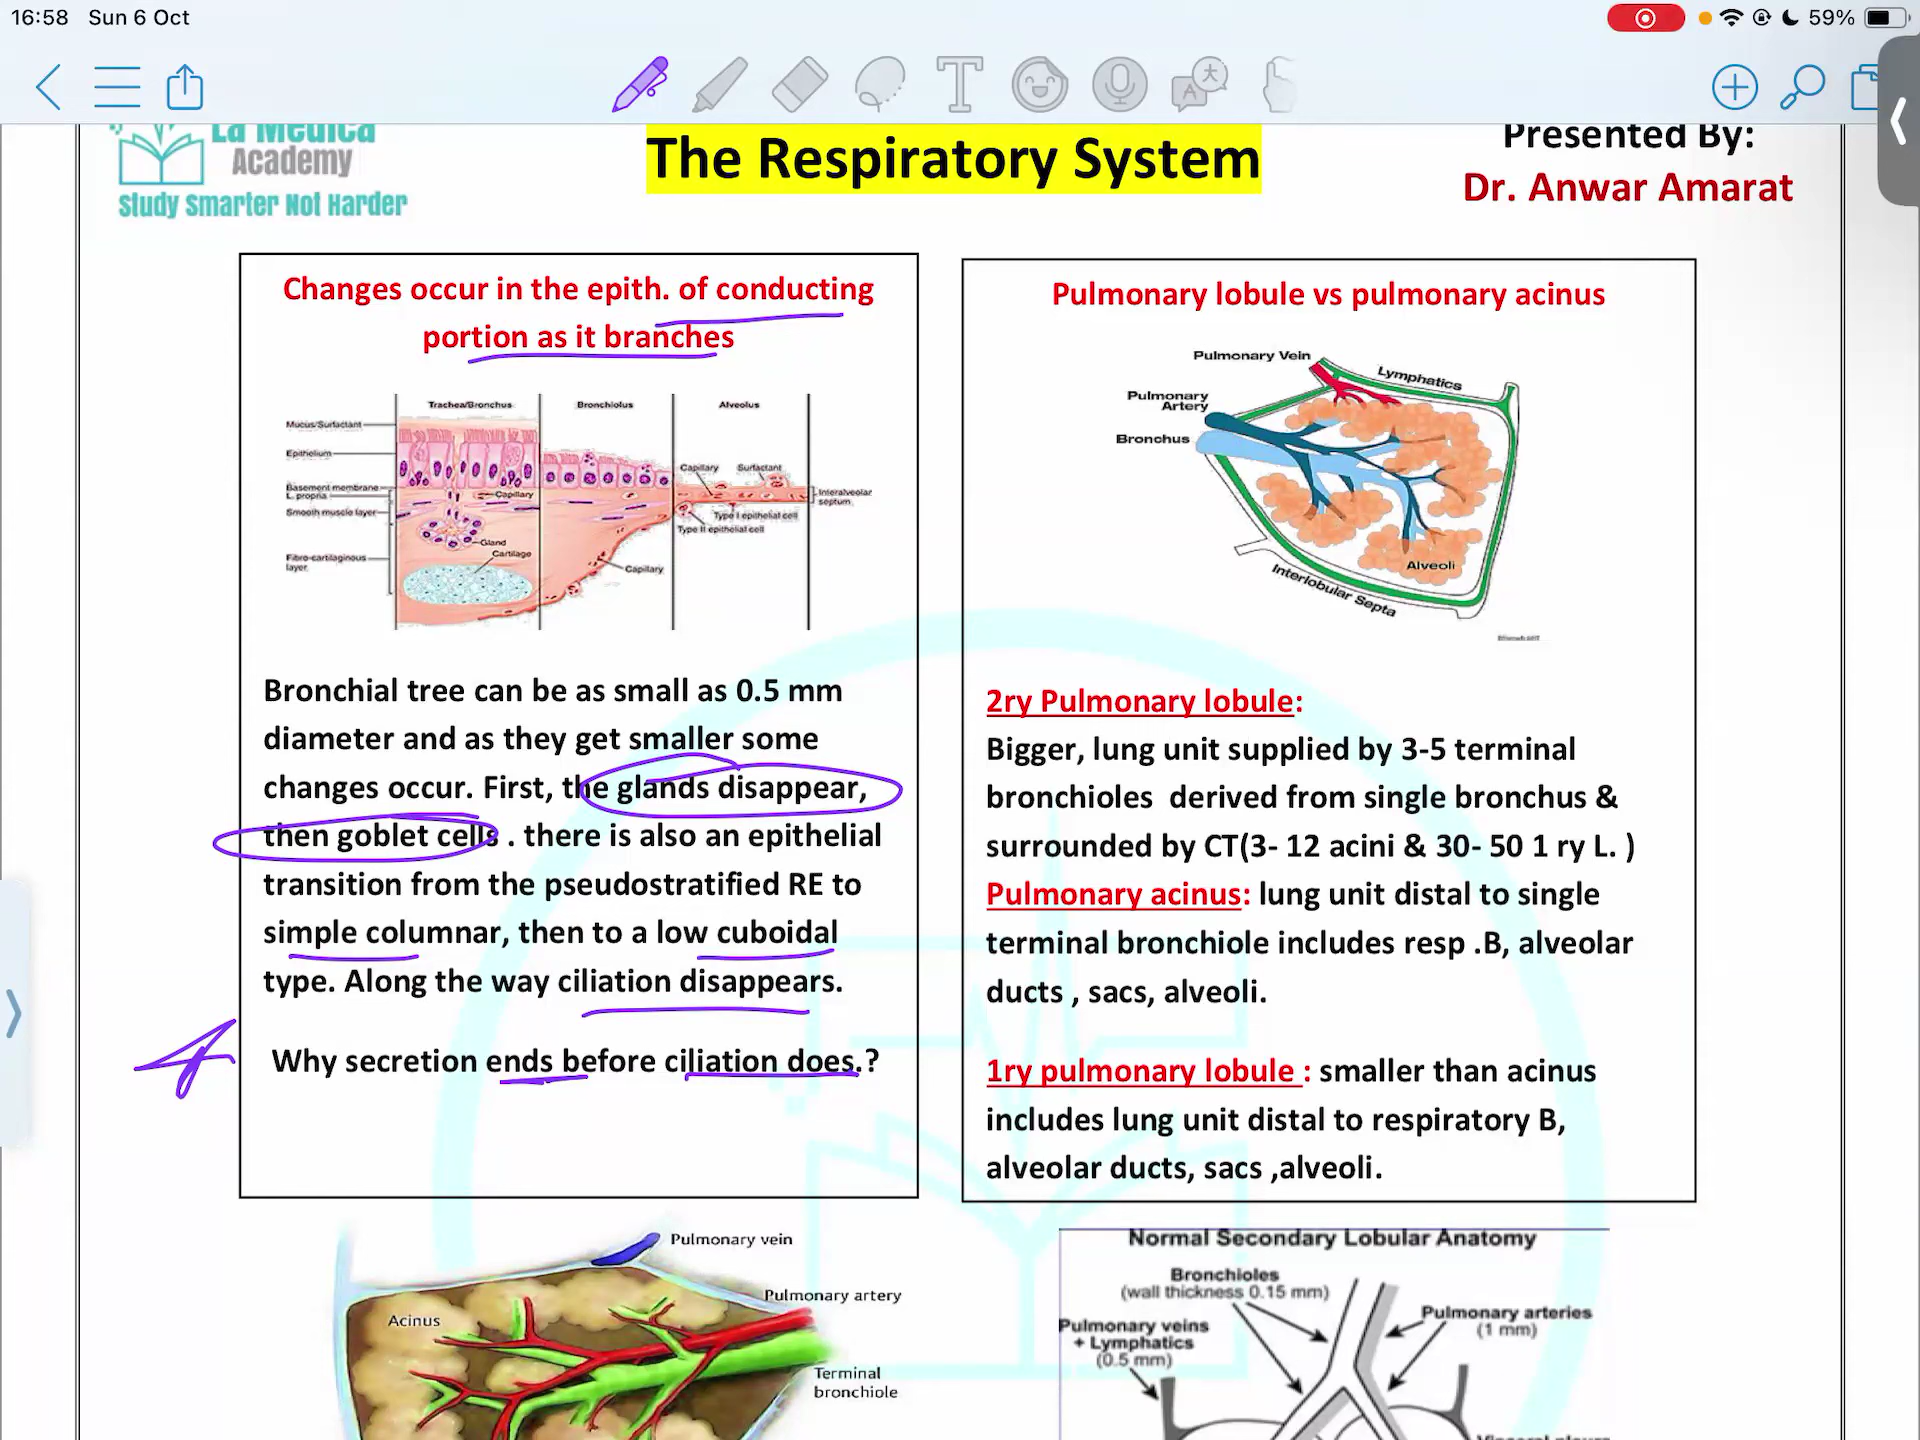 16:58 Sun 6 Oct
59%
La Medica
Academy
Study Smarter Not Harder
The Respiratory System
Presented By:
Dr. Anwar Amarat
Changes occur in the epith. of conducting
portion as it branches
Trachea/Bronchus
Bronchiolus
Alveolus
Mucus/Surfactant
Epithelium
Basement membrane
L. propria
Smooth muscle layer
Fibro-cartilaginous
layer
Capillary
Gland
Cartilage
Capillary
Capillary
Surfactant
Interalveolar
septum
Type I epithelial cell
Type II epithelial cell
Bronchial tree can be as small as 0.5 mm
diameter and as they get smaller some
changes occur. First, the glands disappear,
then goblet cells . there is also an epithelial
transition from the pseudostratified RE to
simple columnar, then to a low cuboidal
type. Along the way ciliation disappears.
Why secretion ends before ciliation does.?
Pulmonary lobule vs pulmonary acinus
Pulmonary Vein
Lymphatics
Pulmonary
Artery
Bronchus
Alveoli
Interlobular Septa
2ry Pulmonary lobule:
Bigger, lung unit supplied by 3-5 terminal
bronchioles derived from single bronchus &
surrounded by CT(3- 12 acini & 30- 50 1 ry L. )
Pulmonary acinus: lung unit distal to single
terminal bronchiole includes resp .B, alveolar
ducts , sacs, alveoli.
1ry pulmonary lobule : smaller than acinus
includes lung unit distal to respiratory B,
alveolar ducts, sacs ,alveoli.
Pulmonary vein
Pulmonary artery
Acinus
Terminal
bronchiole
Normal Secondary Lobular Anatomy
Bronchioles
(wall thickness 0.15 mm)
Pulmonary veins
+ Lymphatics
(0.5 mm)
Pulmonary arteries
(1 mm)